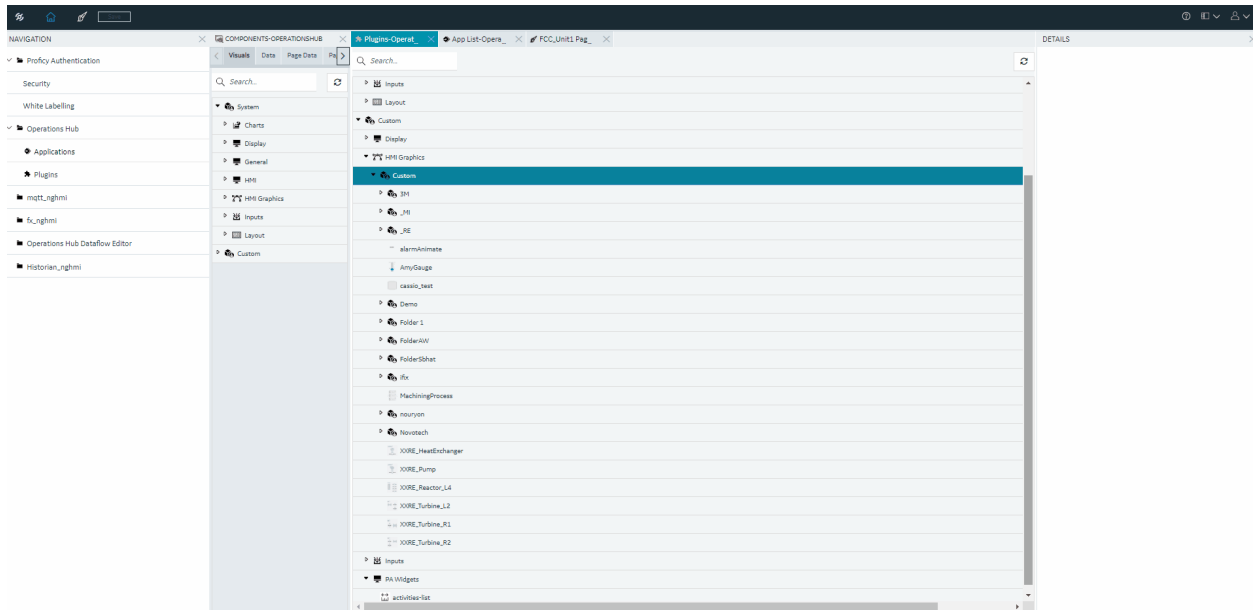 NAVIGATION
Proficy Authentication
Security
White Labelling
Operations Hub
Applications
Plugins
mqtt_nghmi
fx_nghmi
Operations Hub Dataflow Editor
Historian_nghmi
COMPONENTS-OPERATIONSHUB
Visuals Data Page Data Pa
Search...
System
Charts
Display
General
HMI
HMI Graphics
Inputs
Layout
Custom
Plugins-Operat_ App List-Opera_ FCC_Unit1 Pag_
Search...
Inputs
Layout
Custom
Display
HMI Graphics
Custom
3M
_MI
_RE
alarmAnimate
AmyGauge
cassio_test
Demo
Folder 1
FolderAW
FolderSbhat
ifix
MachiningProcess
nouryon
Novotech
XXRE_HeatExchanger
XXRE_Pump
XXRE_Reactor_L4
XXRE_Turbine_L2
XXRE_Turbine_R1
XXRE_Turbine_R2
Inputs
PA Widgets
activities-list
DETAILS